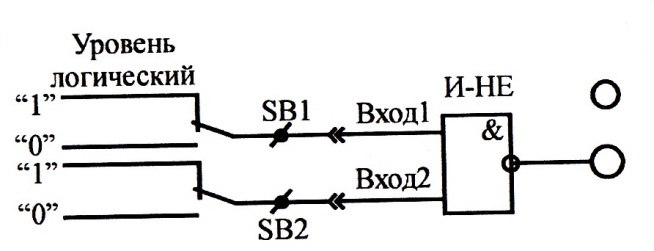 Уровень
логический
“1”
“0”
“1”
“0”
SB1
SB2
Вход1
Вход2
И-НЕ
&